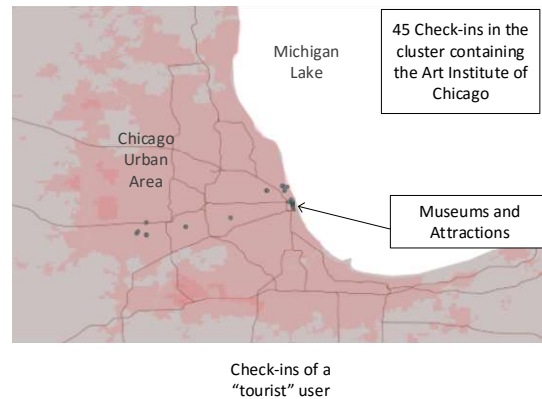 Michigan
Lake
45 Check-ins in the
cluster containing
the Art Institute of
Chicago
Chicago
Urban
Area
Museums and
Attractions
Check-ins of a
“tourist” user